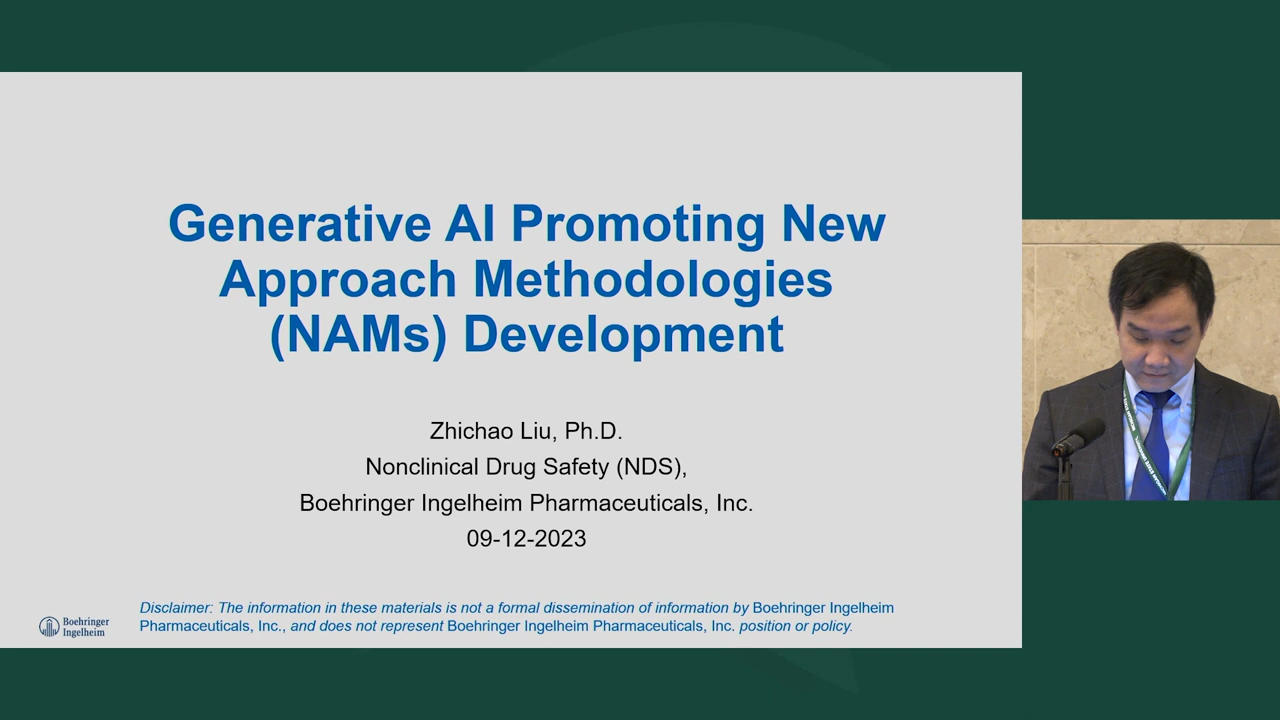 Generative AI Promoting New
Approach Methodologies
(NAMs) Development
Zhichao Liu, Ph.D.
Nonclinical Drug Safety (NDS),
Boehringer Ingelheim Pharmaceuticals, Inc.
09-12-2023
Disclaimer: The information in these materials is not a formal dissemination of information by Boehringer Ingelheim
Pharmaceuticals, Inc., and does not represent Boehringer Ingelheim Pharmaceuticals, Inc. position or policy.
Boehringer
Ingelheim